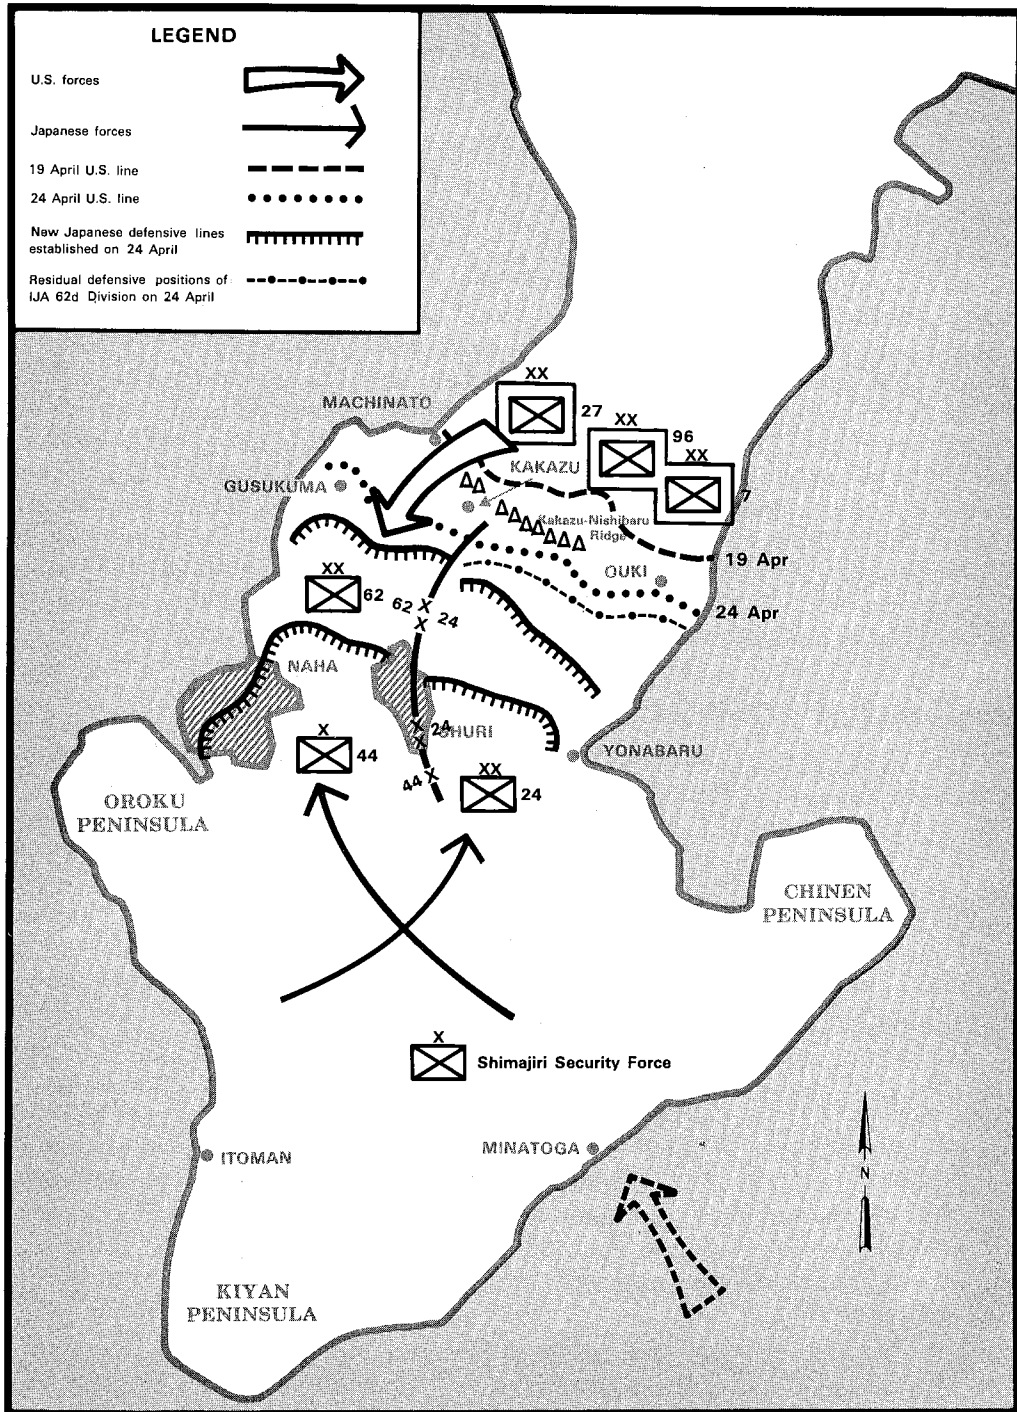 LEGEND
U.S. forces
Japanese forces
19 April U.S. line
24 April U.S. line
New Japanese defensive lines
established on 24 April
Residual defensive positions of
IJA 62d Division on 24 April
XX
27
MACHINATO
XX
96
XX
7
KAKAZU
GUSUKUMA
Kakazu-Nishibaru
Ridge
19 Apr
OUKI
XX
62
62 X 24
X
24 Apr
NAHA
X 24
X
SHURI
X
44
44 X
XX
24
YONABARU
OROKU
PENINSULA
CHINEN
PENINSULA
X
Shimajiri Security Force
ITOMAN
MINATOGA
N
KIYAN
PENINSULA